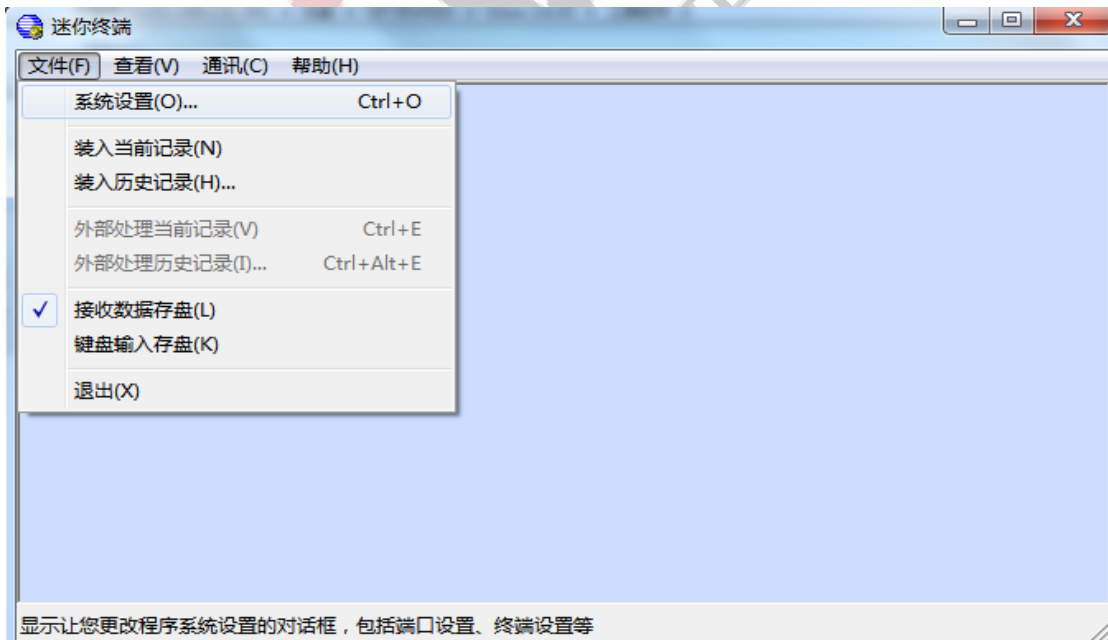 迷你终端
文件(F) 查看(V) 通讯(C) 帮助(H)
系统设置(O)... Ctrl+O
装入当前记录(N)
装入历史记录(H)...
外部处理当前记录(V) Ctrl+E
外部处理历史记录(I)... Ctrl+Alt+E
接收数据存盘(L)
键盘输入存盘(K)
退出(X)
显示让您更改程序系统设置的对话框，包括端口设置、终端设置等